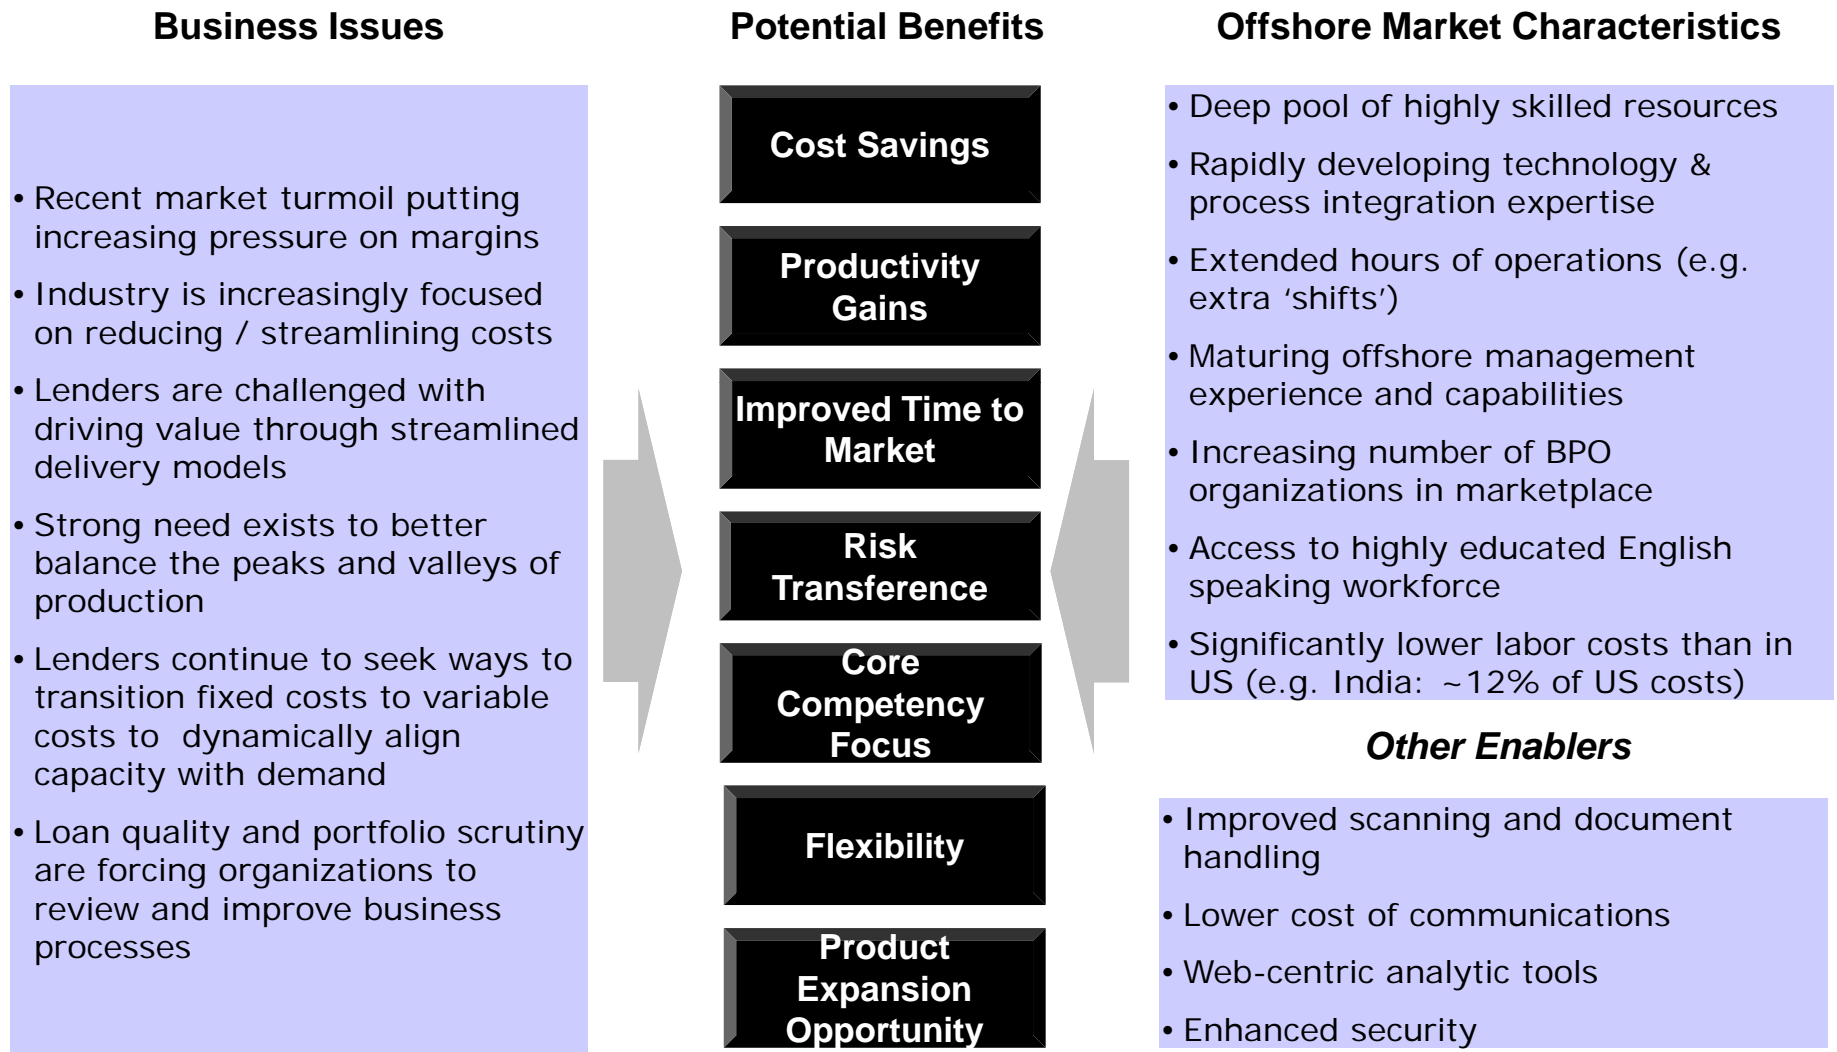 Business Issues
• Recent market turmoil putting
increasing pressure on margins
• Industry is increasingly focused
on reducing / streamlining costs
• Lenders are challenged with
driving value through streamlined
delivery models
• Strong need exists to better
balance the peaks and valleys of
production
• Lenders continue to seek ways to
transition fixed costs to variable
costs to  dynamically align
capacity with demand
• Loan quality and portfolio scrutiny
are forcing organizations to
review and improve business
processes
Potential Benefits
Cost Savings
Productivity
Gains
Improved Time to
Market
Risk
Transference
Core
Competency
Focus
Flexibility
Product
Expansion
Opportunity
Offshore Market Characteristics
• Deep pool of highly skilled resources
• Rapidly developing technology &
process integration expertise
• Extended hours of operations (e.g.
extra ‘shifts’)
• Maturing offshore management
experience and capabilities
• Increasing number of BPO
organizations in marketplace
• Access to highly educated English
speaking workforce
• Significantly lower labor costs than in
US (e.g. India: ~12% of US costs)
Other Enablers
• Improved scanning and document
handling
• Lower cost of communications
• Web-centric analytic tools
• Enhanced security